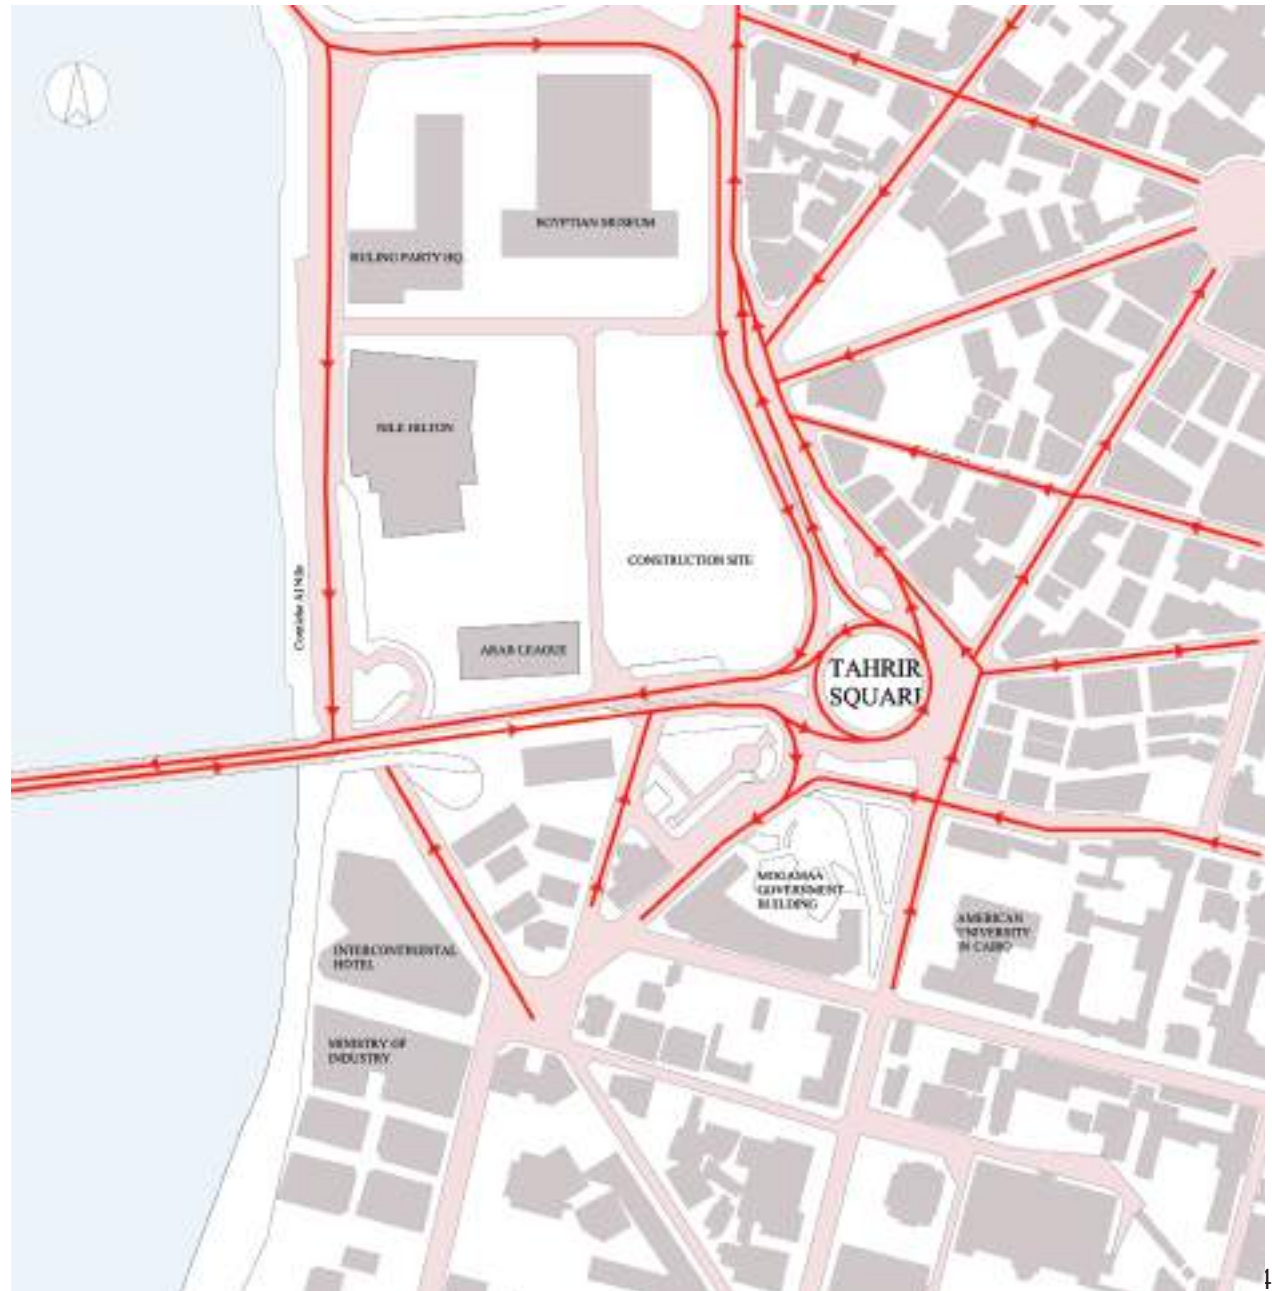 EGYPTIAN MUSEUM
RULING PARTY HQ
NILE HILTON
CONSTRUCTION SITE
Corniche Al Nile
ARAB LEAGUE
TAHRIR
SQUARE
MOGAMAA
GOVERNMENT
BUILDING
AMERICAN
UNIVERSITY
IN CAIRO
INTERCONTINENTAL
HOTEL
MINISTRY OF
INDUSTRY